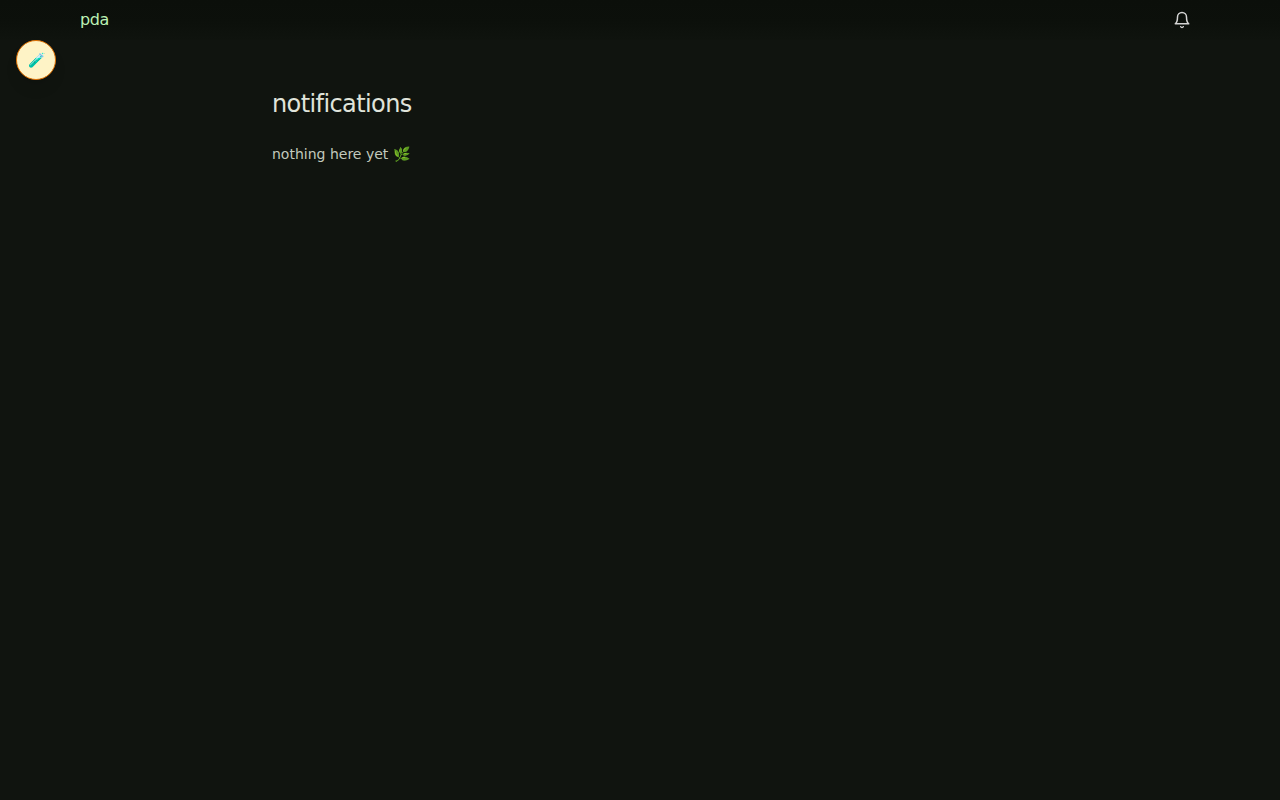 pda
notifications
nothing here yet 🌿